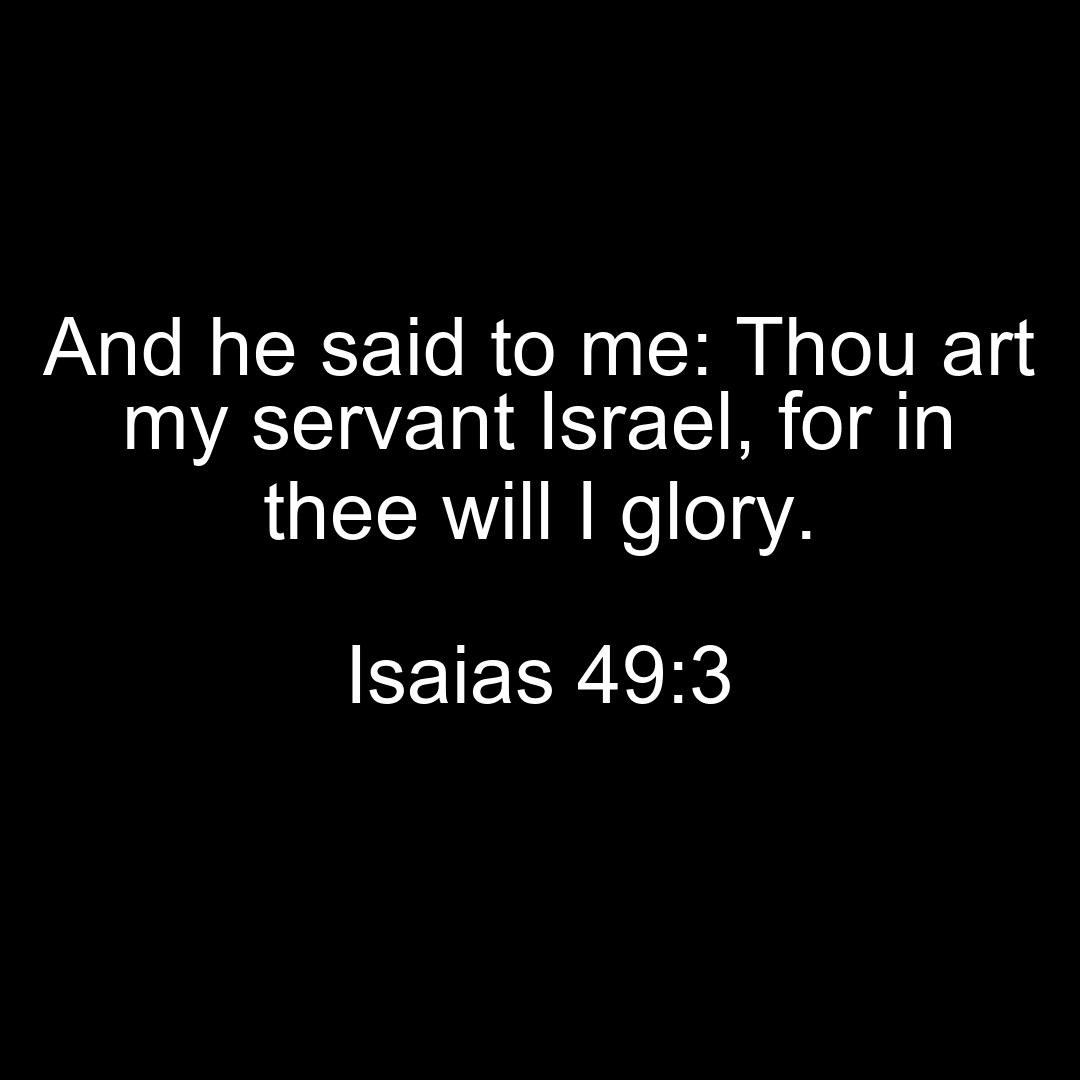 And he said to me: Thou art
my servant Israel, for in
thee will I glory.
Isaias 49:3